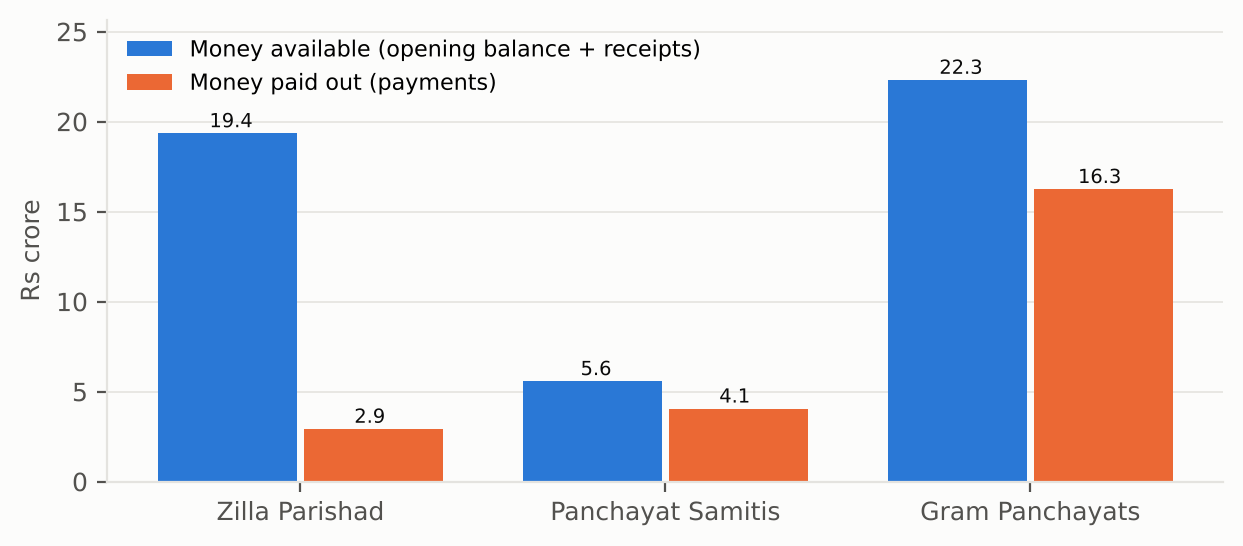 Money available (opening balance + receipts)
Money paid out (payments)
Rs crore
25
20
15
10
5
0
19.4
2.9
5.6
4.1
22.3
16.3
Zilla Parishad
Panchayat Samitis
Gram Panchayats